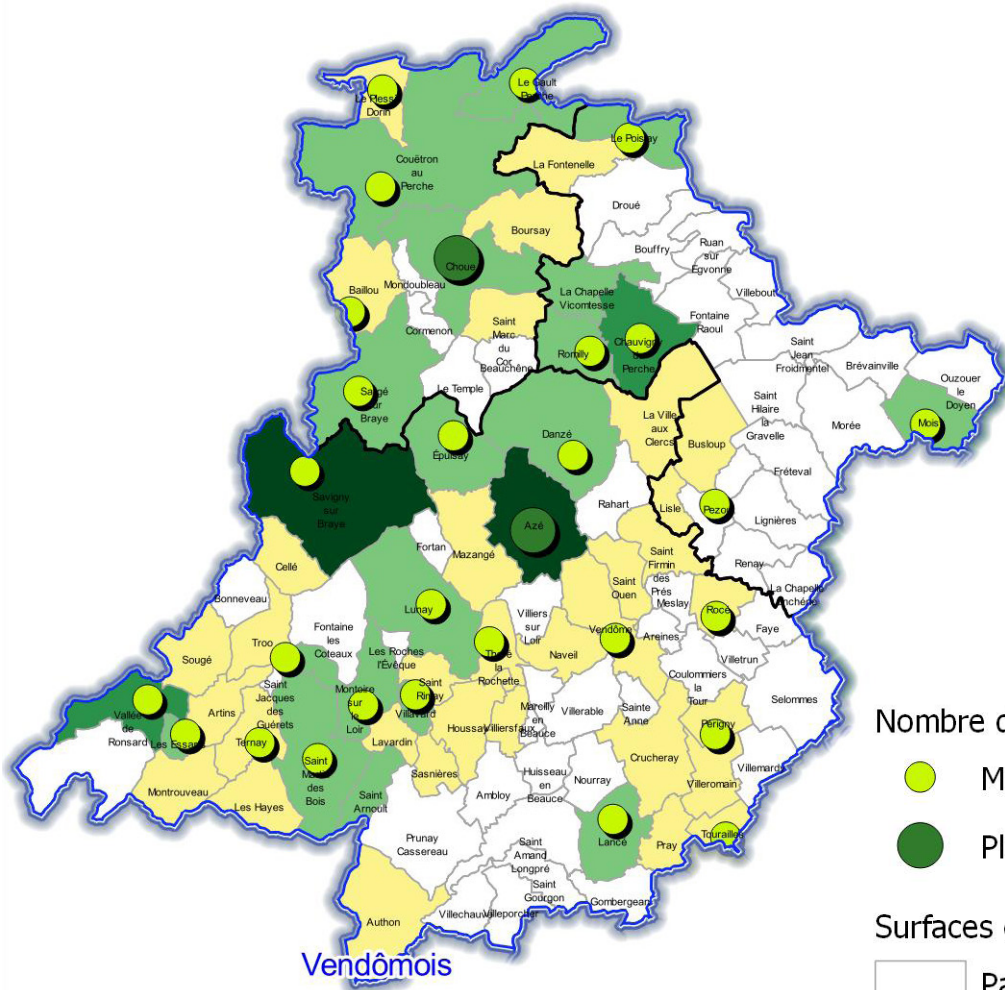 Le Plessis
Dorin
Le Gault
Perche
Le Poislay
La Fontenelle
Couëtron
au
Perche
Droué
Boursay
Bouffry
Ruan
sur
Egvonne
Choue
Mondoubleau
Baillou
La Chapelle
Vicomtesse
Villebout
Cormenon
Saint
Marc
du
Cor
Fontaine
Raoul
Beauchêne
Romilly
Chauvigny
Perche
Saint
Jean
Froidmentel
Brévainville
Ouzouer
le
Doyen
Le Temple
Sargé
sur
Braye
Saint
Hilaire
la
Gravelle
Morée
Mois
La Ville
aux
Clercs
Busloup
Danzé
Épuisay
Fréteval
Savigny
sur
Braye
Rahart
Lisle
Pezou
Lignières
Azé
Fortan
Mazangé
Saint
Firmin
des
Prés
Renay
Cellé
Saint
Ouen
Meslay
La Chapelle
Enchérie
Bonneveau
Lunay
Villiers
sur
Loir
Rocé
Fontaine
les
Coteaux
Vendôme
Areines
Faye
Troo
Les Roches
l'Évêque
Thoré
la
Rochette
Naveil
Villetrun
Sougé
Coulommiers
la
Tour
Saint
Jacques
des
Guérets
Montoire
sur
le
Loir
Saint
Rimay
Villavard
Selommes
Marcilly
en
Beauce
Villerable
Sainte
Anne
Vallée
de
Ronsard
Artins
Houssay
Villiersfaux
Périgny
Les Essarts
Ternay
Lavardin
Crucheray
Villemardy
Saint
Martin
des
Bois
Sasnières
Huisseau
en
Beauce
Nourray
Villeromain
Montrouveau
Les Hayes
Saint
Arnoult
Ambloy
Prunay
Cassereau
Lancé
Tourailles
Saint
Amand
Longpré
Pray
Saint
Gourgon
Gombergean
Authon
Villechauve
Villeporcher
Vendômois
Nombre d
M
Pl
Surfaces
Pa